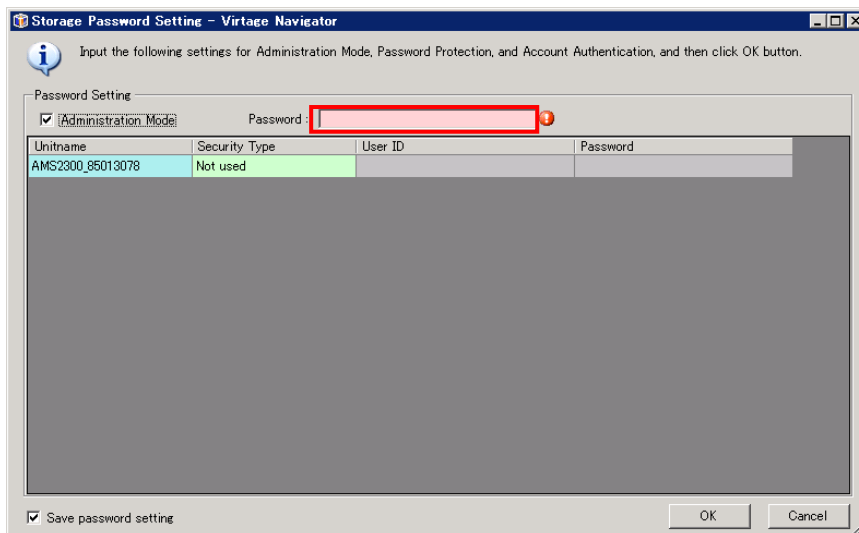 Storage Password Setting - Virtage Navigator
Input the following settings for Administration Mode, Password Protection, and Account Authentication, and then click OK button.
Password Setting
Administration Mode Password :
Unitname Security Type User ID Password
AMS2300_85013078 Not used
Save password setting OK Cancel